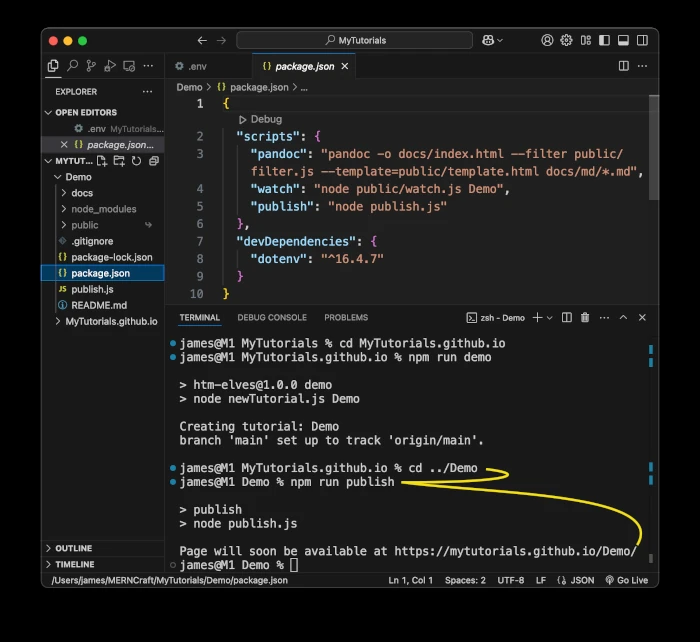 MyTutorials
.env
{} package.json
EXPLORER
Demo > {} package.json > ...
OPEN EDITORS
.env MyTutorials...
{} package.json...
MYTUT...
Demo
docs
node_modules
public
.gitignore
{} package-lock.json
{} package.json
JS publish.js
README.md
MyTutorials.github.io
OUTLINE
TIMELINE
1 {
Debug
2 "scripts": {
3 "pandoc": "pandoc -o docs/index.html --filter public/
filter.js --template=public/template.html docs/md/*.md",
4 "watch": "node public/watch.js Demo",
5 "publish": "node publish.js"
6 },
7 "devDependencies": {
8 "dotenv": "^16.4.7"
9 }
10 }
TERMINAL DEBUG CONSOLE PROBLEMS zsh - Demo
james@M1 MyTutorials % cd MyTutorials.github.io
james@M1 MyTutorials.github.io % npm run demo
> htm-elves@1.0.0 demo
> node newTutorial.js Demo
Creating tutorial: Demo
branch 'main' set up to track 'origin/main'.
james@M1 MyTutorials.github.io % cd ../Demo
james@M1 Demo % npm run publish
> publish
> node publish.js
Page will soon be available at https://mytutorials.github.io/Demo/
james@M1 Demo %
/Users/james/MERNCraft/MyTutorials/Demo/package.json Ln 1, Col 1 Spaces: 2 UTF-8 LF {} JSON Go Live